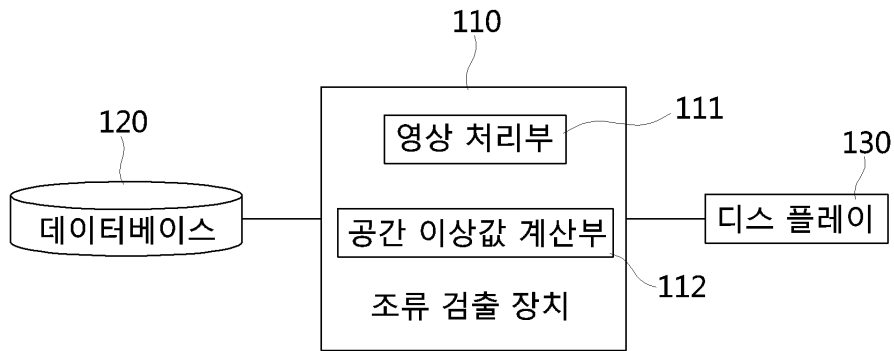 110
120
영상 처리부
111
130
데이터베이스
공간 이상값 계산부
디스 플레이
112
조류 검출 장치